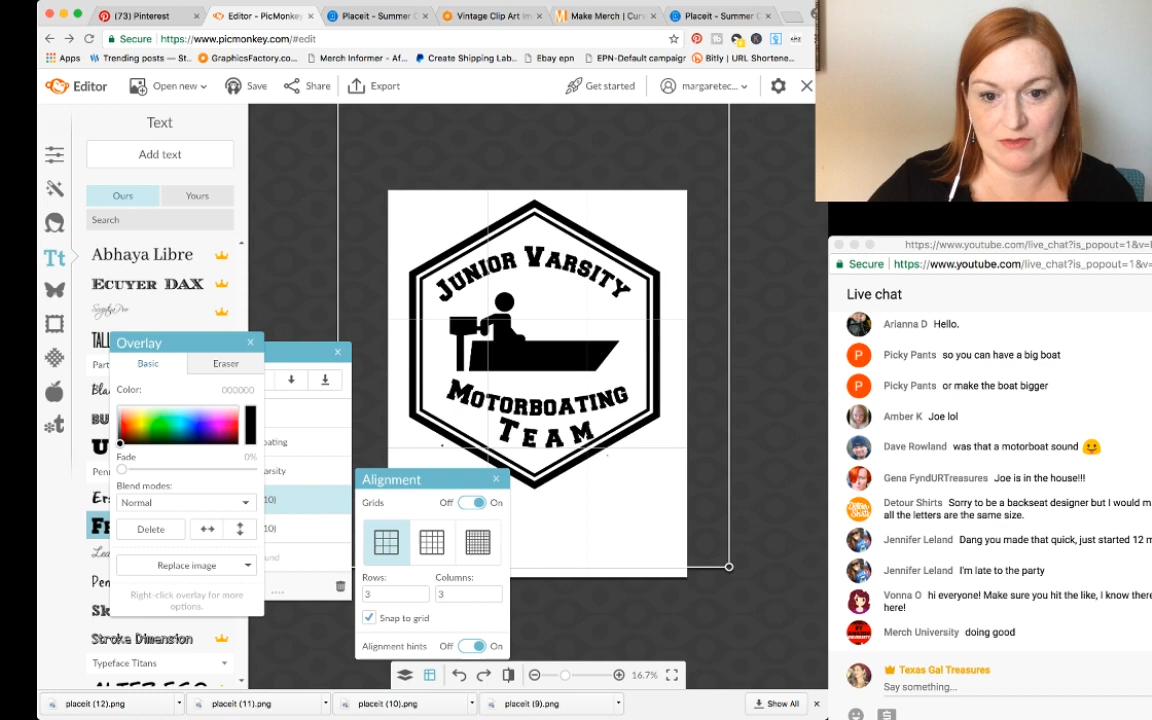 (73) Pinterest
Editor - PicMonkey
Placeit - Summer
Vintage Clip Art Im
Make Merch | Cur
Placeit - Summer
Secure
https://www.picmonkey.com/#edit
Apps
Trending posts — St...
GraphicsFactory.co...
Merch Informer - Af...
Create Shipping Lab...
Ebay epn
EPN-Default campaign
Bitly | URL Shortene...
Editor
Open new
Save
Share
Export
Get started
margaretec...
Text
Add text
Ours
Yours
Search
Abhaya Libre
ECUYER DAX
Overlay
Basic
Eraser
Color:
000000
Fade
0%
Blend modes:
Normal
Delete
Replace image
Right-click overlay for more
options.
Stroke Dimension
Typeface Titans
JUNIOR VARSITY
MOTORBOATING
TEAM
Alignment
Grids
Off
On
Rows:
Columns:
3
3
Snap to grid
Alignment hints
Off
On
16.7%
placeit (12).png
placeit (11).png
placeit (10).png
placeit (9).png
Show All
https://www.youtube.com/live_chat?is_popout=1&v=
Secure
https://www.youtube.com/live_chat?is_popout=1&v=
Live chat
Arianna D Hello.
Picky Pants so you can have a big boat
Picky Pants or make the boat bigger
Amber K Joe lol
Dave Rowland was that a motorboat sound
Gena FyndURTreasures Joe is in the house!!!
Detour Shirts Sorry to be a backseat designer but I would m
all the letters are the same size.
Jennifer Leland Dang you made that quick, just started 12 m
Jennifer Leland I'm late to the party
Vonna O hi everyone! Make sure you hit the like, I know there
here!
Merch University doing good
Texas Gal Treasures
Say something...